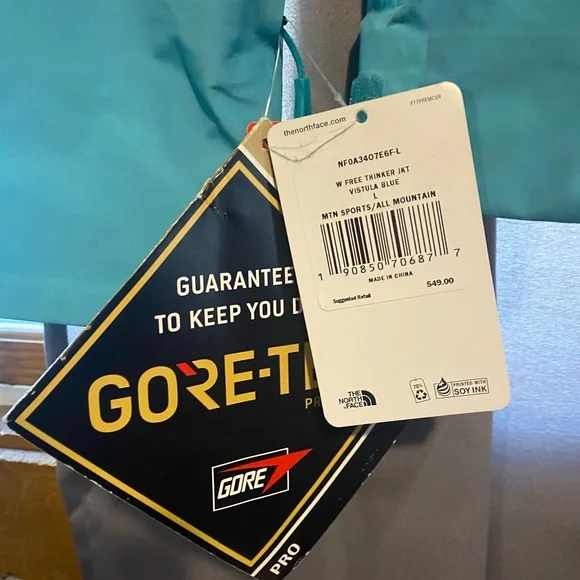 F17PREMCVR
thenorthface.com
NF0A3407E6F-L
W FREE THINKER JKT
VISTULA BLUE
L
MTN SPORTS/ALL MOUNTAIN
1 90850 70687 7
MADE IN CHINA
Suggested Retail 549.00
THE
NORTH
FACE
70%
PRINTED WITH
SOY INK
GUARANTEE
TO KEEP YOU D
GORE-T
PR
GORE
PRO